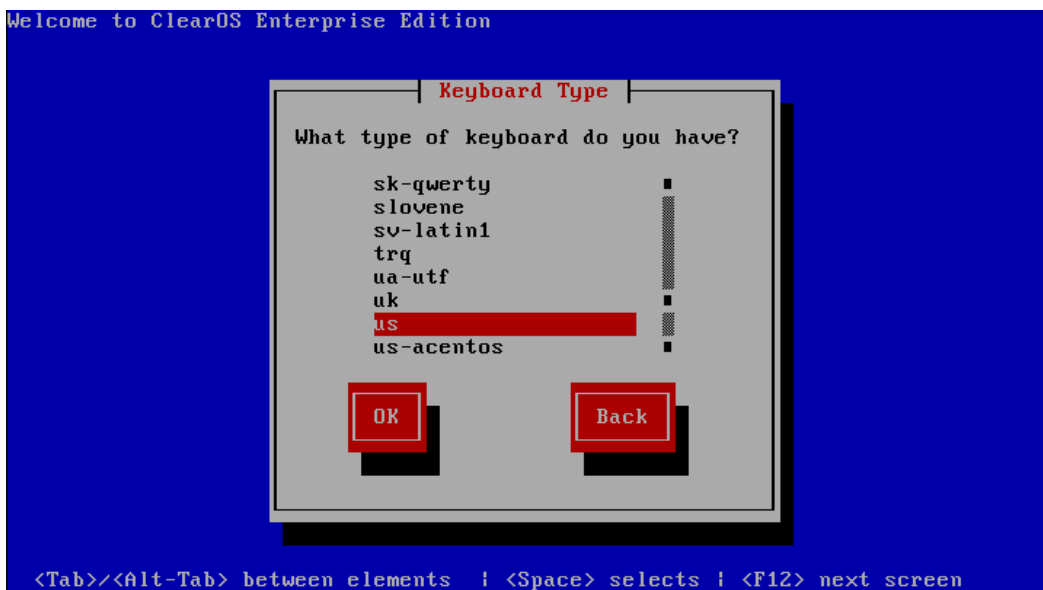 Welcome to ClearOS Enterprise Edition
Keyboard Type
What type of keyboard do you have?
sk-qwerty
slovene
sv-latin1
trq
ua-utf
uk
us
us-acentos
OK Back
<Tab>/<Alt-Tab> between elements | <Space> selects | <F12> next screen